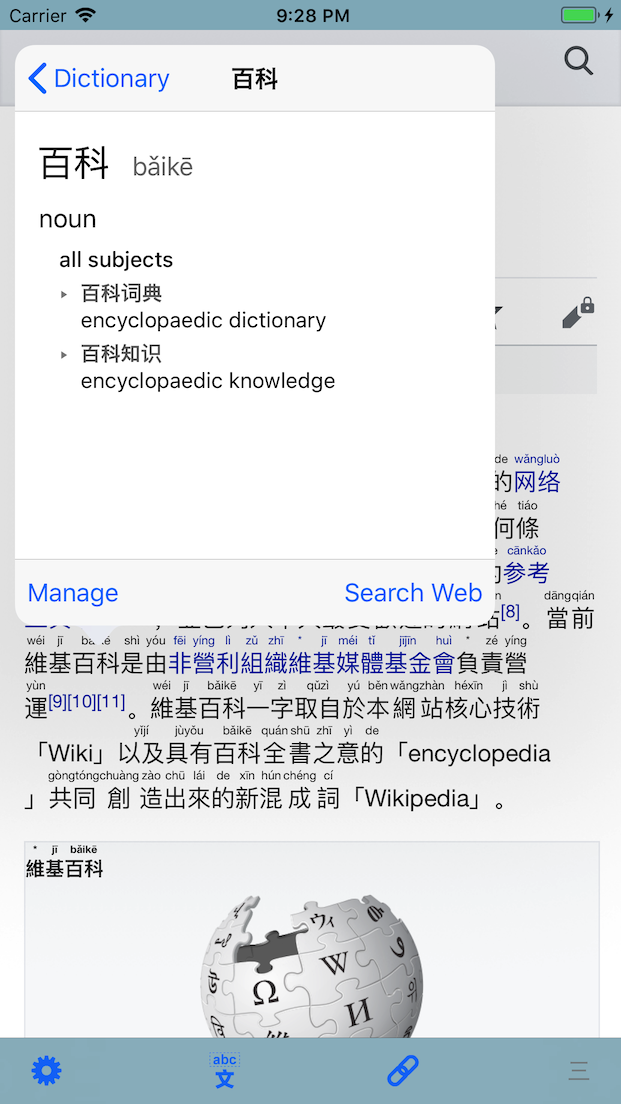 Carrier 9:28 PM
Dictionary 百科
百科 bǎikē
noun
all subjects
百科词典
encyclopaedic dictionary
百科知识
encyclopaedic knowledge
Manage Search Web
de wǎngluò
的网络
hé tiáo
何條
cānkǎo
参考
dāngqián
[8]。當前
wéi jī bǎikē shì yóu fēi yíng lì zǔ zhī * jī méi tǐ jījīn huì * zé yíng
維基百科是由非營利組織維基媒體基金會負責營
yùn wéi jī bǎikē yī zì qǔzì yú běn wǎngzhàn héxīn jì shù
運[9][10][11]。維基百科一字取自於本網站核心技術
yǐjí jùyǒu bǎikē quán shū zhī yì de
「Wiki」以及具有百科全書之意的「encyclopedia
gòngtóng chuàng zào chū lái de xīn hún chéng cí
」共同創造出來的新混成詞「Wikipedia」。
* jī bǎikē
維基百科
ウィ
W
Ω
И
abc
文